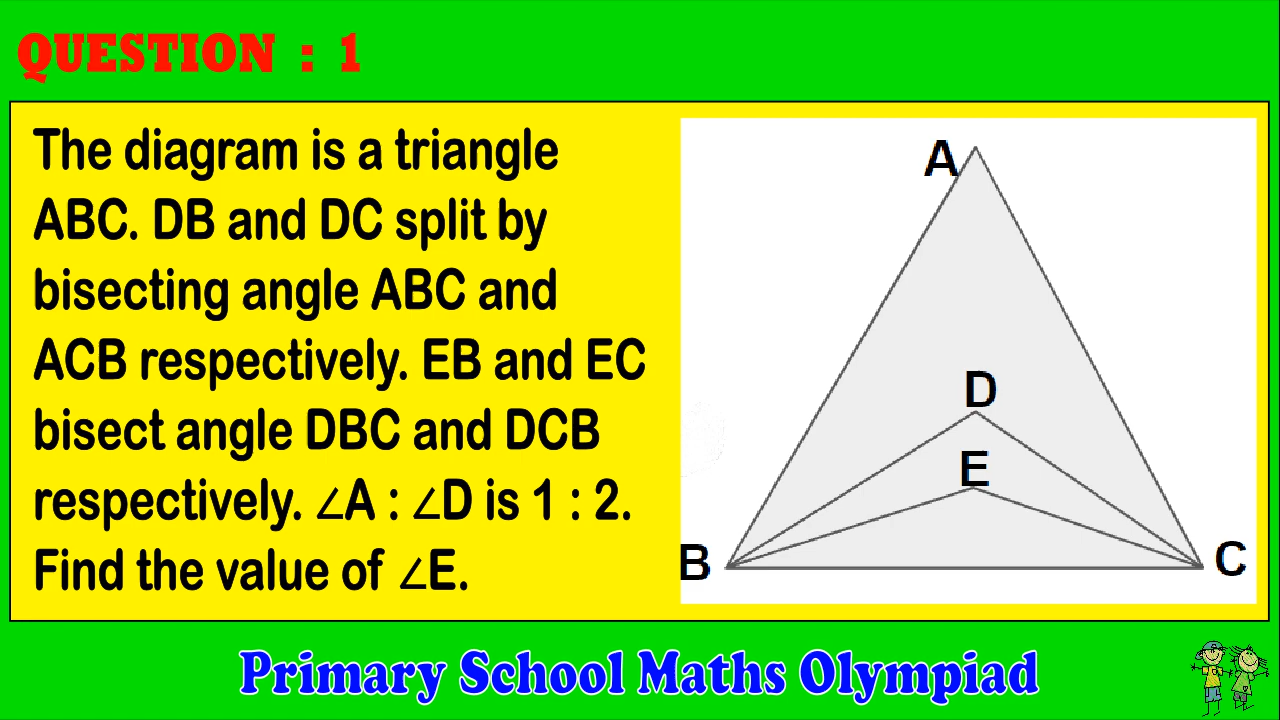 QUESTION : 1
The diagram is a triangle
ABC. DB and DC split by
bisecting angle ABC and
ACB respectively. EB and EC
bisect angle DBC and DCB
respectively. ∠A : ∠D is 1 : 2.
Find the value of ∠E.
A
D
E
B
C
Primary School Maths Olympiad